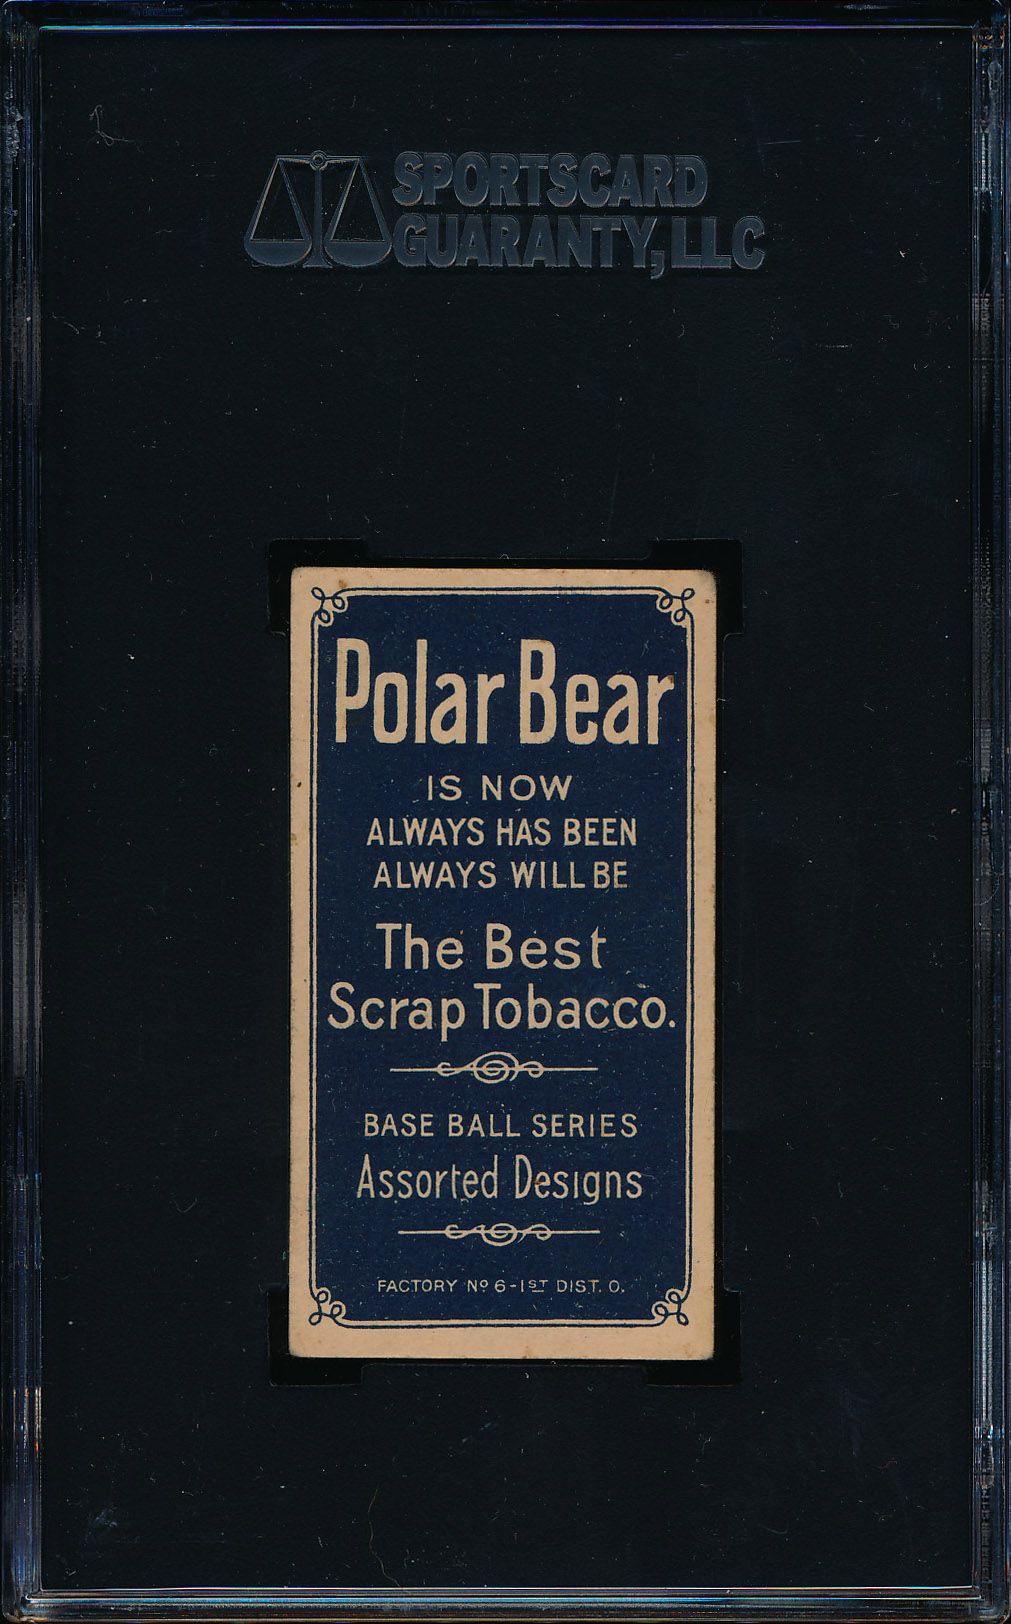 SPORTSCARD
GUARANTY, LLC
Polar Bear
IS NOW
ALWAYS HAS BEEN
ALWAYS WILL BE
The Best
Scrap Tobacco.
BASE BALL SERIES
Assorted Designs
FACTORY Nº 6-1ST DIST. O.